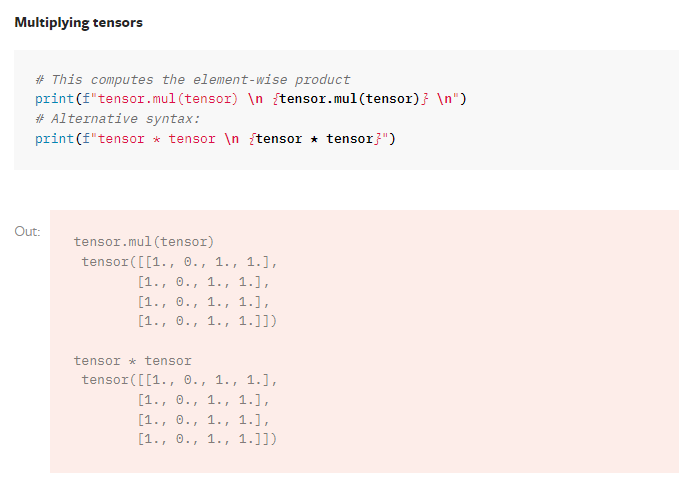 Multiplying tensors
# This computes the element-wise product
print(f"tensor.mul(tensor) \n {tensor.mul(tensor)} \n")
# Alternative syntax:
print(f"tensor * tensor \n {tensor * tensor}")
Out:
tensor.mul(tensor)
 tensor([[1., 0., 1., 1.],
        [1., 0., 1., 1.],
        [1., 0., 1., 1.],
        [1., 0., 1., 1.]])
tensor * tensor
 tensor([[1., 0., 1., 1.],
        [1., 0., 1., 1.],
        [1., 0., 1., 1.],
        [1., 0., 1., 1.]])